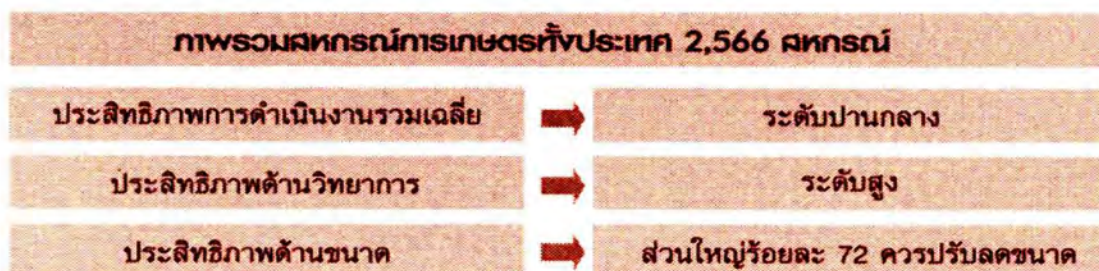 ภาพรวมสหกรณ์การเกษตรทั้งประเทศ 2,566 สหกรณ์
ประสิทธิภาพการดำเนินงานรวมเฉลี่ย ระดับปานกลาง
ประสิทธิภาพด้านวิทยาการ ระดับสูง
ประสิทธิภาพด้านขนาด ส่วนใหญ่ร้อยละ 72 ควรปรับลดขนาด